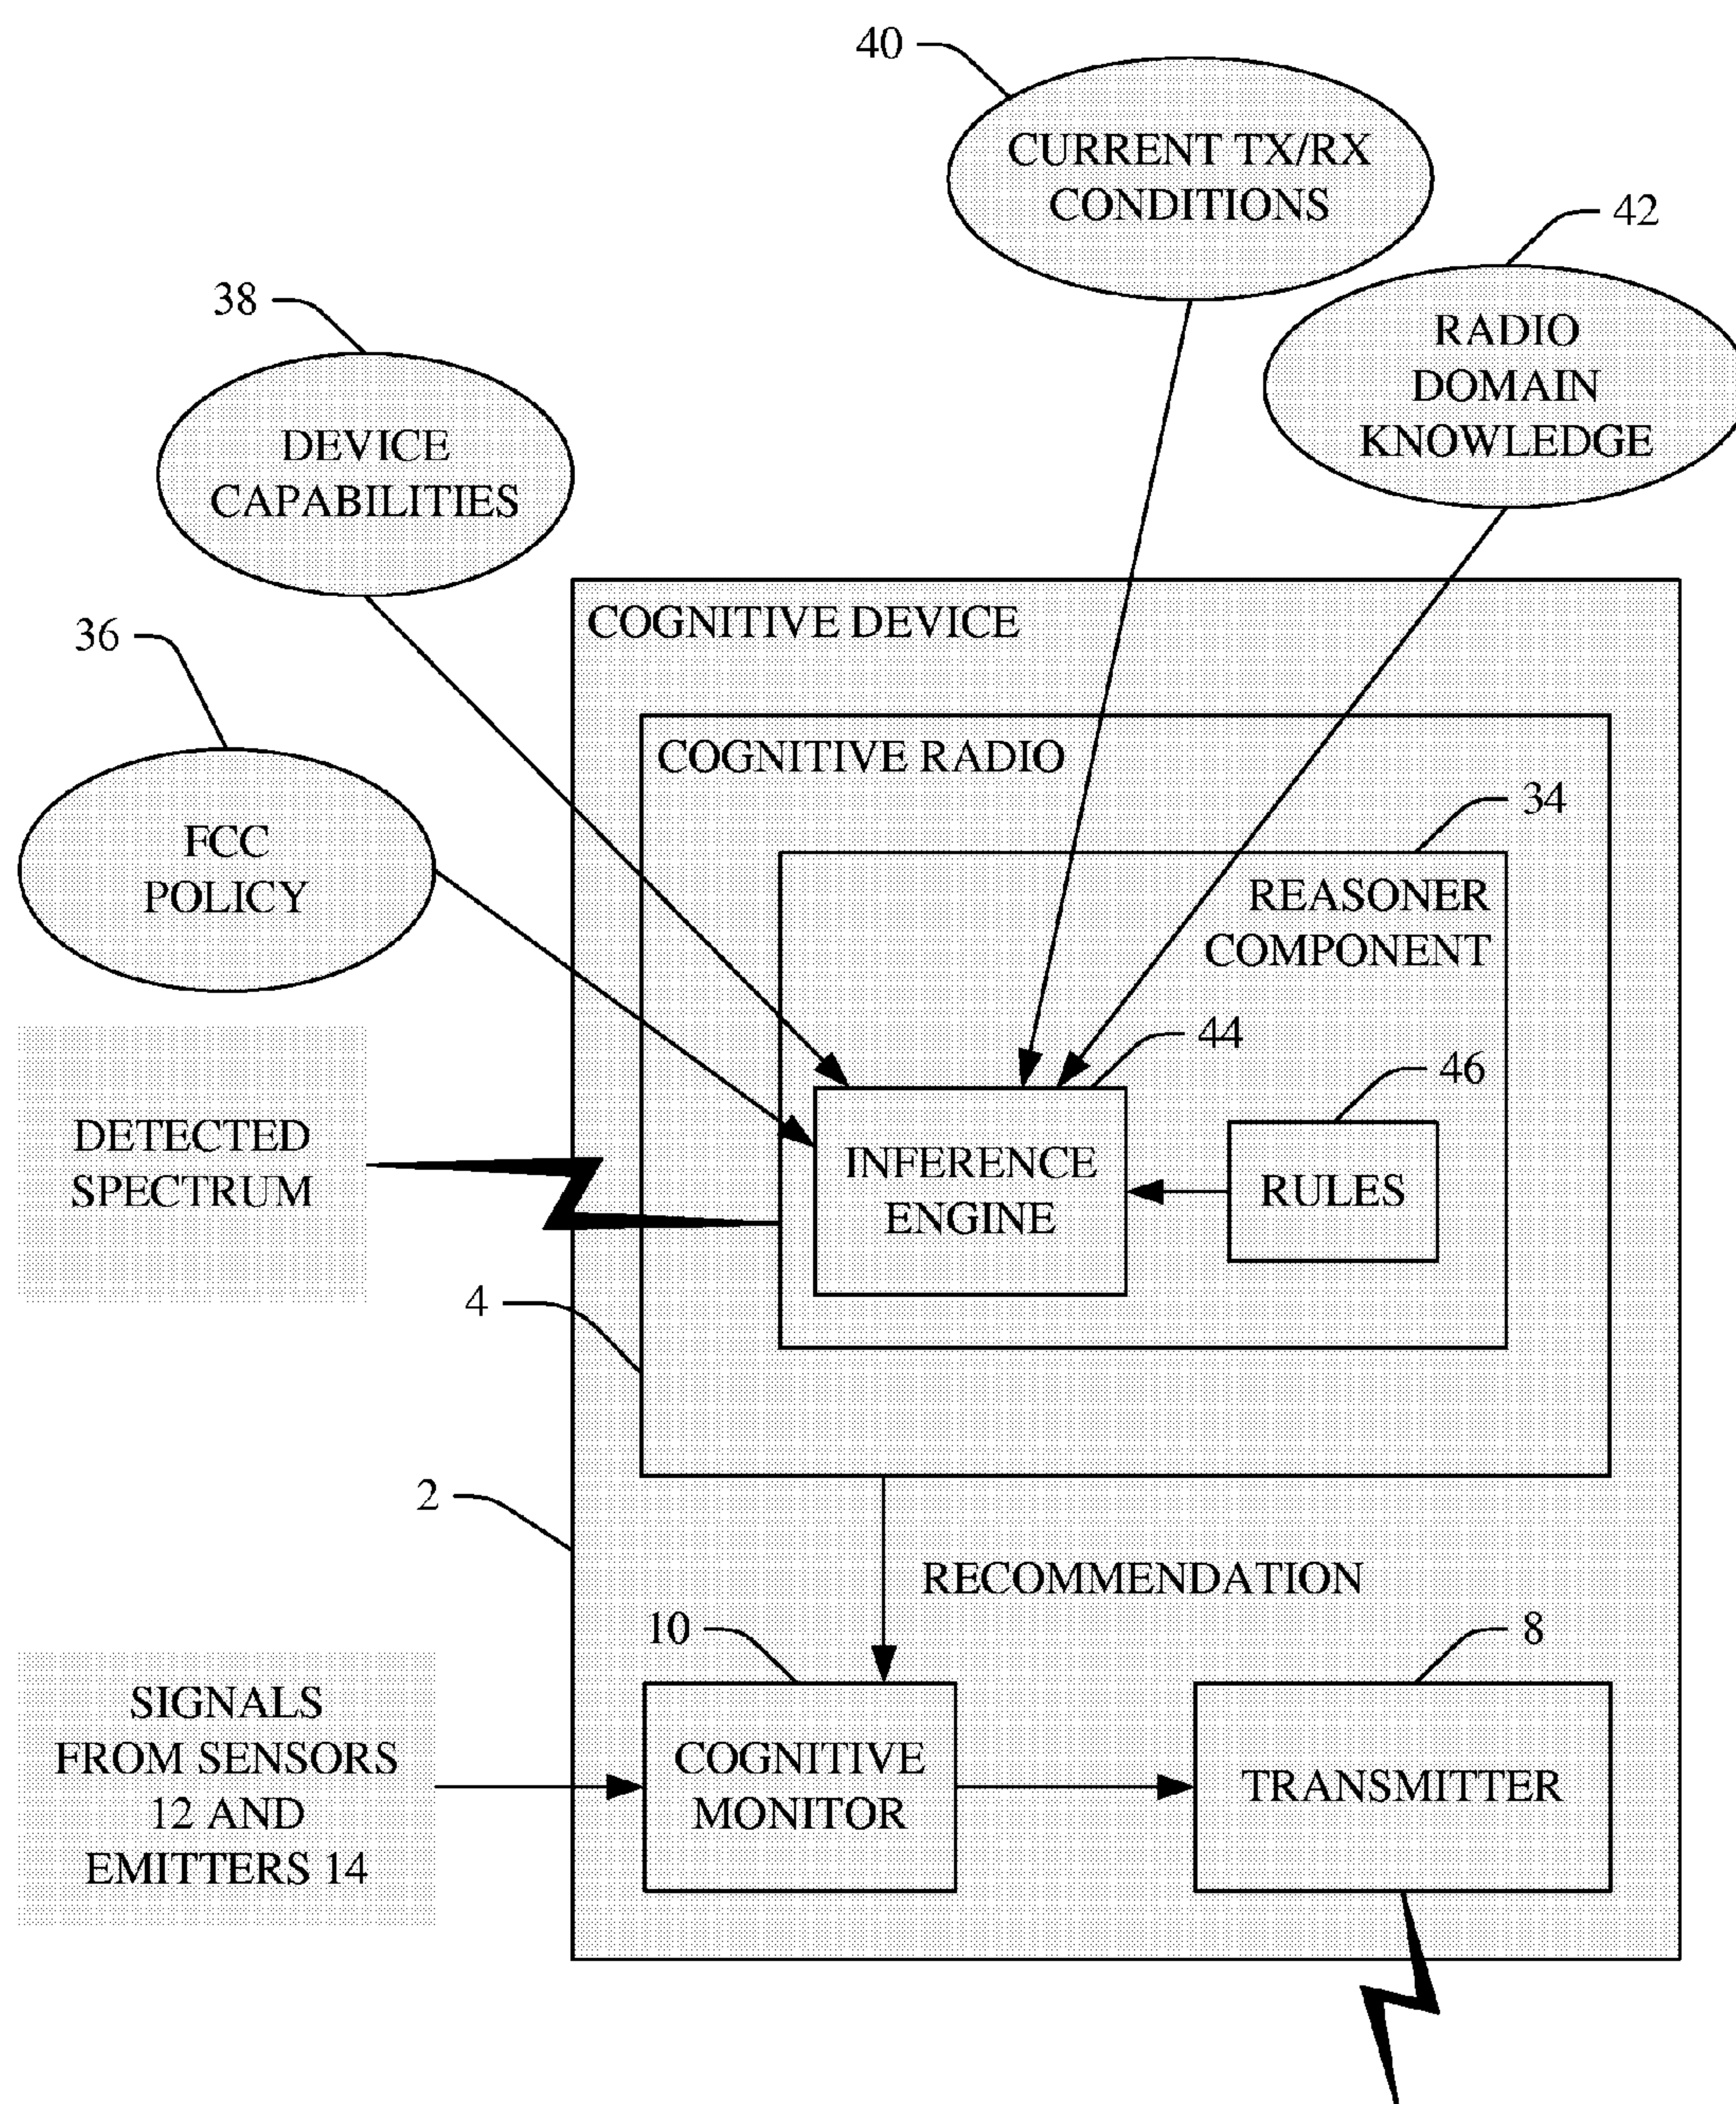 40
CURRENT TX/RX
CONDITIONS
42
RADIO
DOMAIN
KNOWLEDGE
38
DEVICE
CAPABILITIES
36
FCC
POLICY
COGNITIVE DEVICE
COGNITIVE RADIO
34
REASONER
COMPONENT
44
46
INFERENCE
ENGINE
RULES
DETECTED
SPECTRUM
4
2
RECOMMENDATION
10
8
SIGNALS
FROM SENSORS
12 AND
EMITTERS 14
COGNITIVE
MONITOR
TRANSMITTER